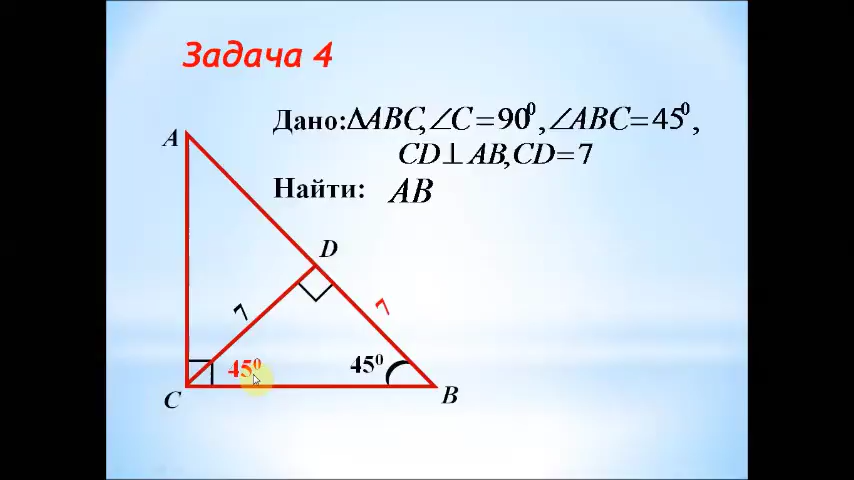 Задача 4
Дано: ΔABC, ∠C=90⁰, ∠ABC=45⁰,
CD⊥AB, CD=7
Найти: AB
A
D
7
7
45⁰
45⁰
C
B